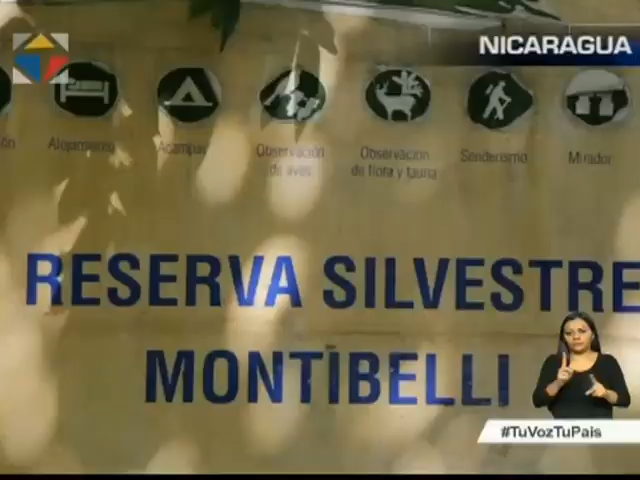 NICARAGUA
Alojamiento
Acampar
Observación
de aves
Observación
de flora y fauna
Senderismo
Mirador
RESERVA SILVESTRE
MONTIBELLI
#TuVozTuPais